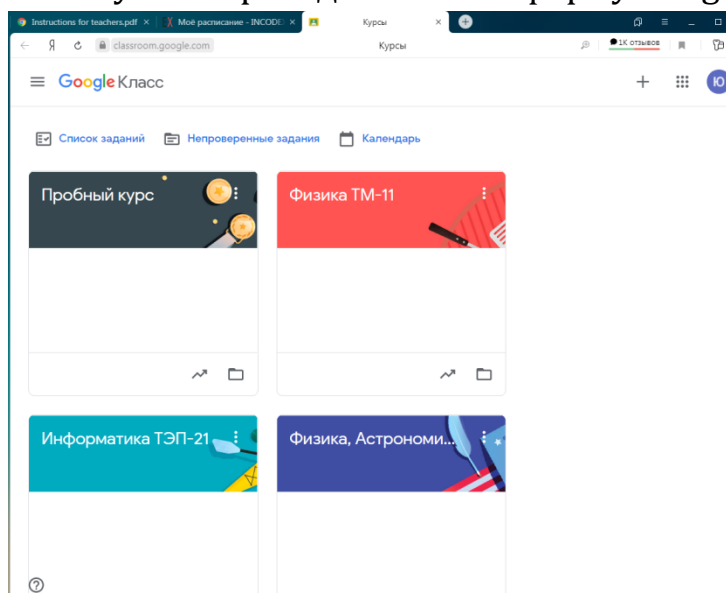 Instructions for teachers.pdf × Моё расписание - INCODE × Курсы ×
Я classroom.google.com Курсы 1К отзывов
Google Класс Ю
Список заданий Непроверенные задания Календарь
Пробный курс
Физика ТМ-11
Информатика ТЭП-21
Физика, Астрономи...